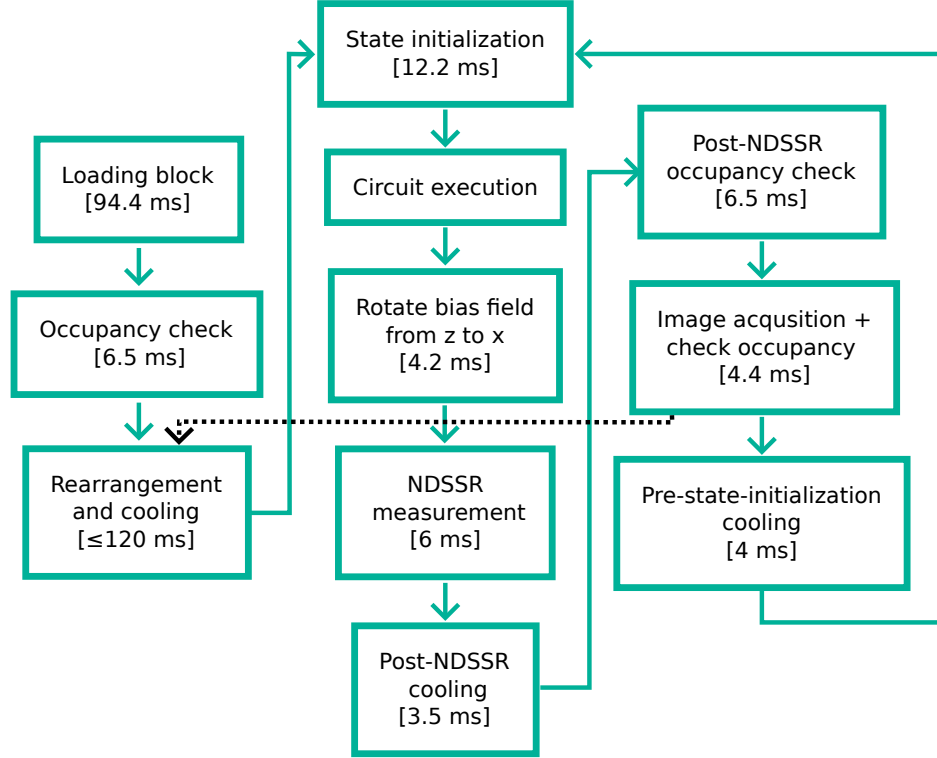 Loading block
[94.4 ms]
Occupancy check
[6.5 ms]
Rearrangement
and cooling
[≤120 ms]
State initialization
[12.2 ms]
Circuit execution
Rotate bias field
from z to x
[4.2 ms]
NDSSR
measurement
[6 ms]
Post-NDSSR
cooling
[3.5 ms]
Post-NDSSR
occupancy check
[6.5 ms]
Image acqusition +
check occupancy
[4.4 ms]
Pre-state-initialization
cooling
[4 ms]